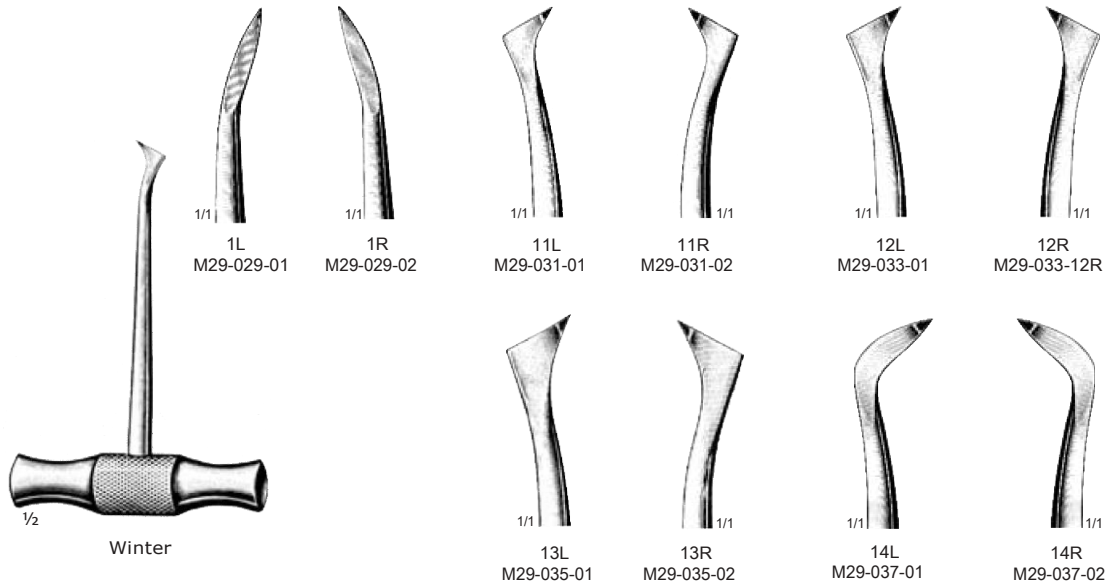 1/1
1L
M29-029-01
1/1
1R
M29-029-02
1/1
11L
M29-031-01
1/1
11R
M29-031-02
1/1
12L
M29-033-01
1/1
12R
M29-033-12R
½
Winter
1/1
13L
M29-035-01
1/1
13R
M29-035-02
1/1
14L
M29-037-01
1/1
14R
M29-037-02